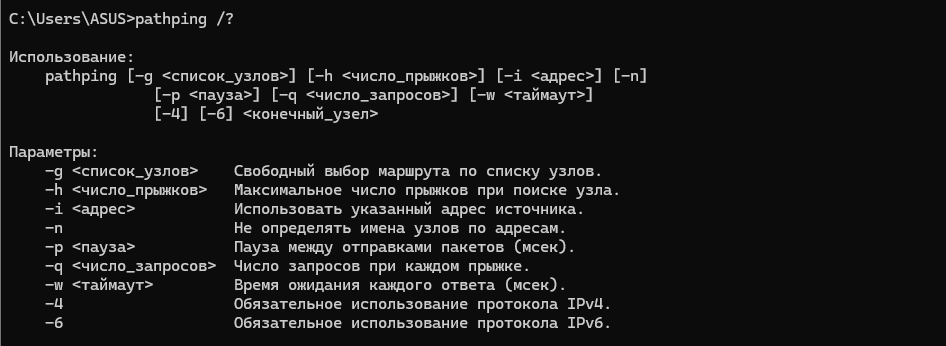 C:\Users\ASUS>pathping /?
Использование:
pathping [-g <список_узлов>] [-h <число_прыжков>] [-i <адрес>] [-n]
[-p <пауза>] [-q <число_запросов>] [-w <таймаут>]
[-4] [-6] <конечный_узел>
Параметры:
-g <список_узлов> Свободный выбор маршрута по списку узлов.
-h <число_прыжков> Максимальное число прыжков при поиске узла.
-i <адрес> Использовать указанный адрес источника.
-n Не определять имена узлов по адресам.
-p <пауза> Пауза между отправками пакетов (мсек).
-q <число_запросов> Число запросов при каждом прыжке.
-w <таймаут> Время ожидания каждого ответа (мсек).
-4 Обязательное использование протокола IPv4.
-6 Обязательное использование протокола IPv6.